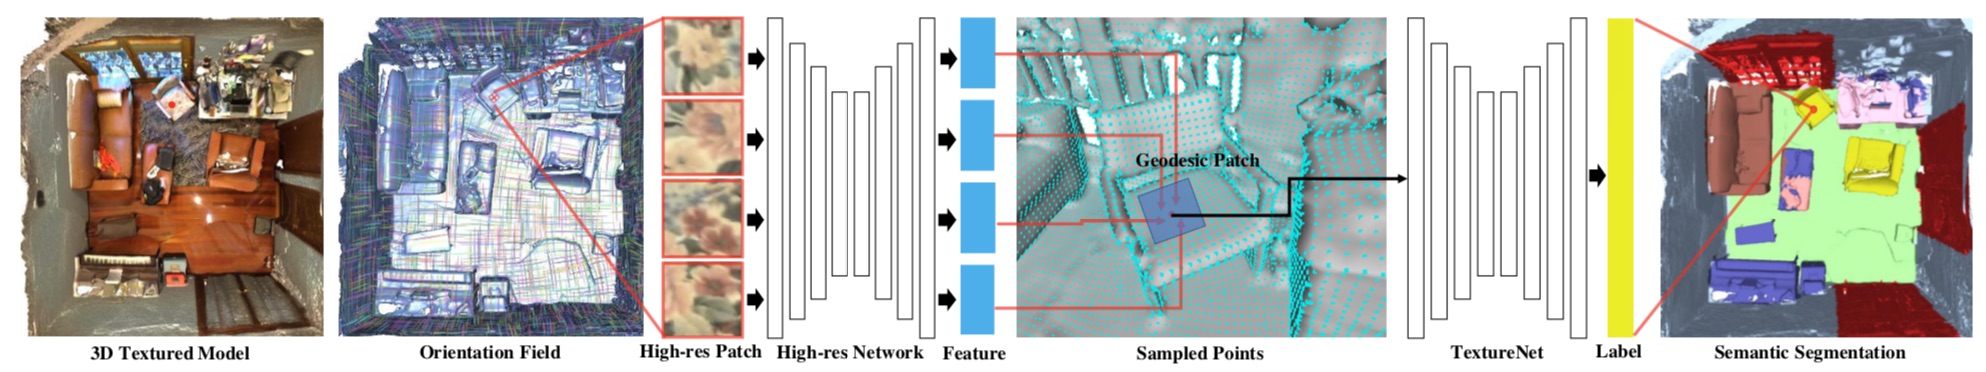 Geodesic Patch
3D Textured Model
Orientation Field
High-res Patch
High-res Network
Feature
Sampled Points
TextureNet
Label
Semantic Segmentation